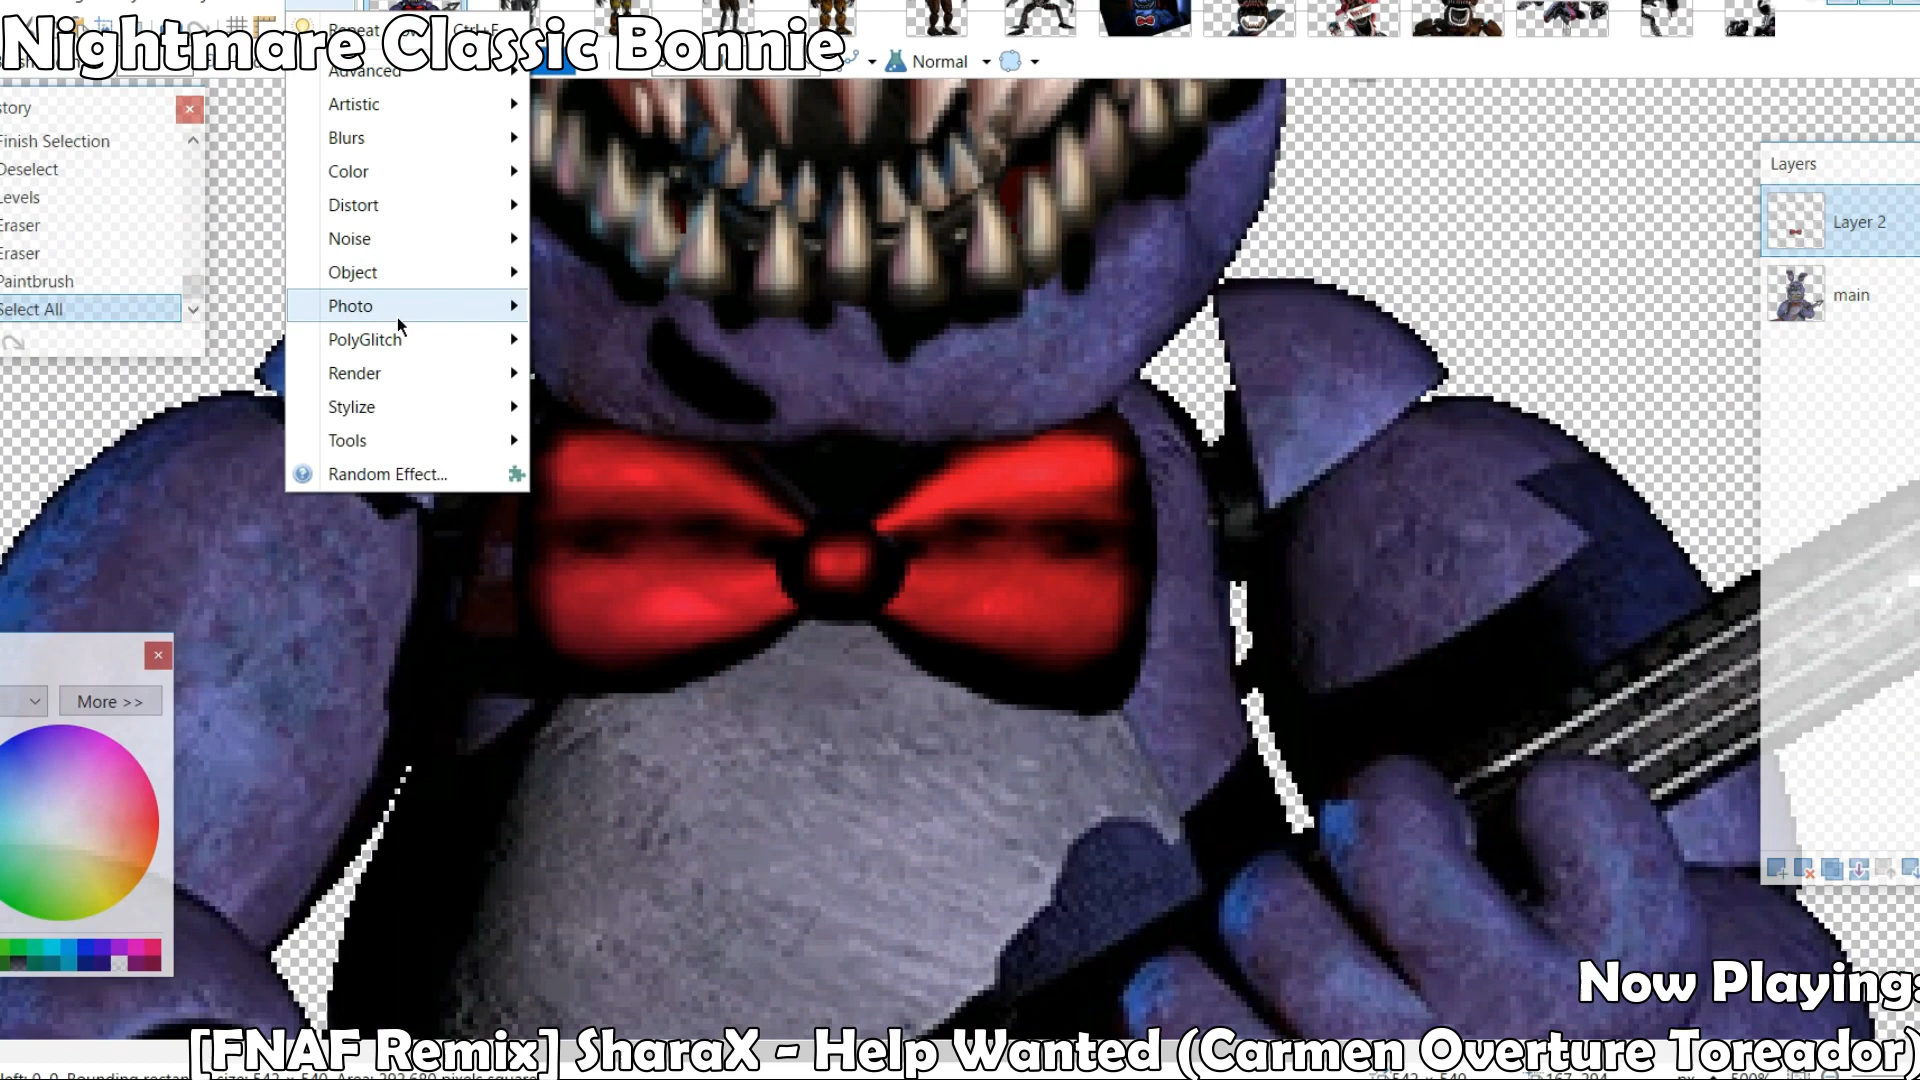 Nightmare Classic Bonnie
Repeat
Ctrl+F
Normal
Advanced
story
Finish Selection
Deselect
Levels
Eraser
Eraser
Paintbrush
Select All
Artistic
Blurs
Color
Distort
Noise
Object
Photo
PolyGlitch
Render
Stylize
Tools
Random Effect...
Layers
Layer 2
main
More >>
Now Playing:
[FNAF Remix] SharaX - Help Wanted (Carmen Overture Toreador)